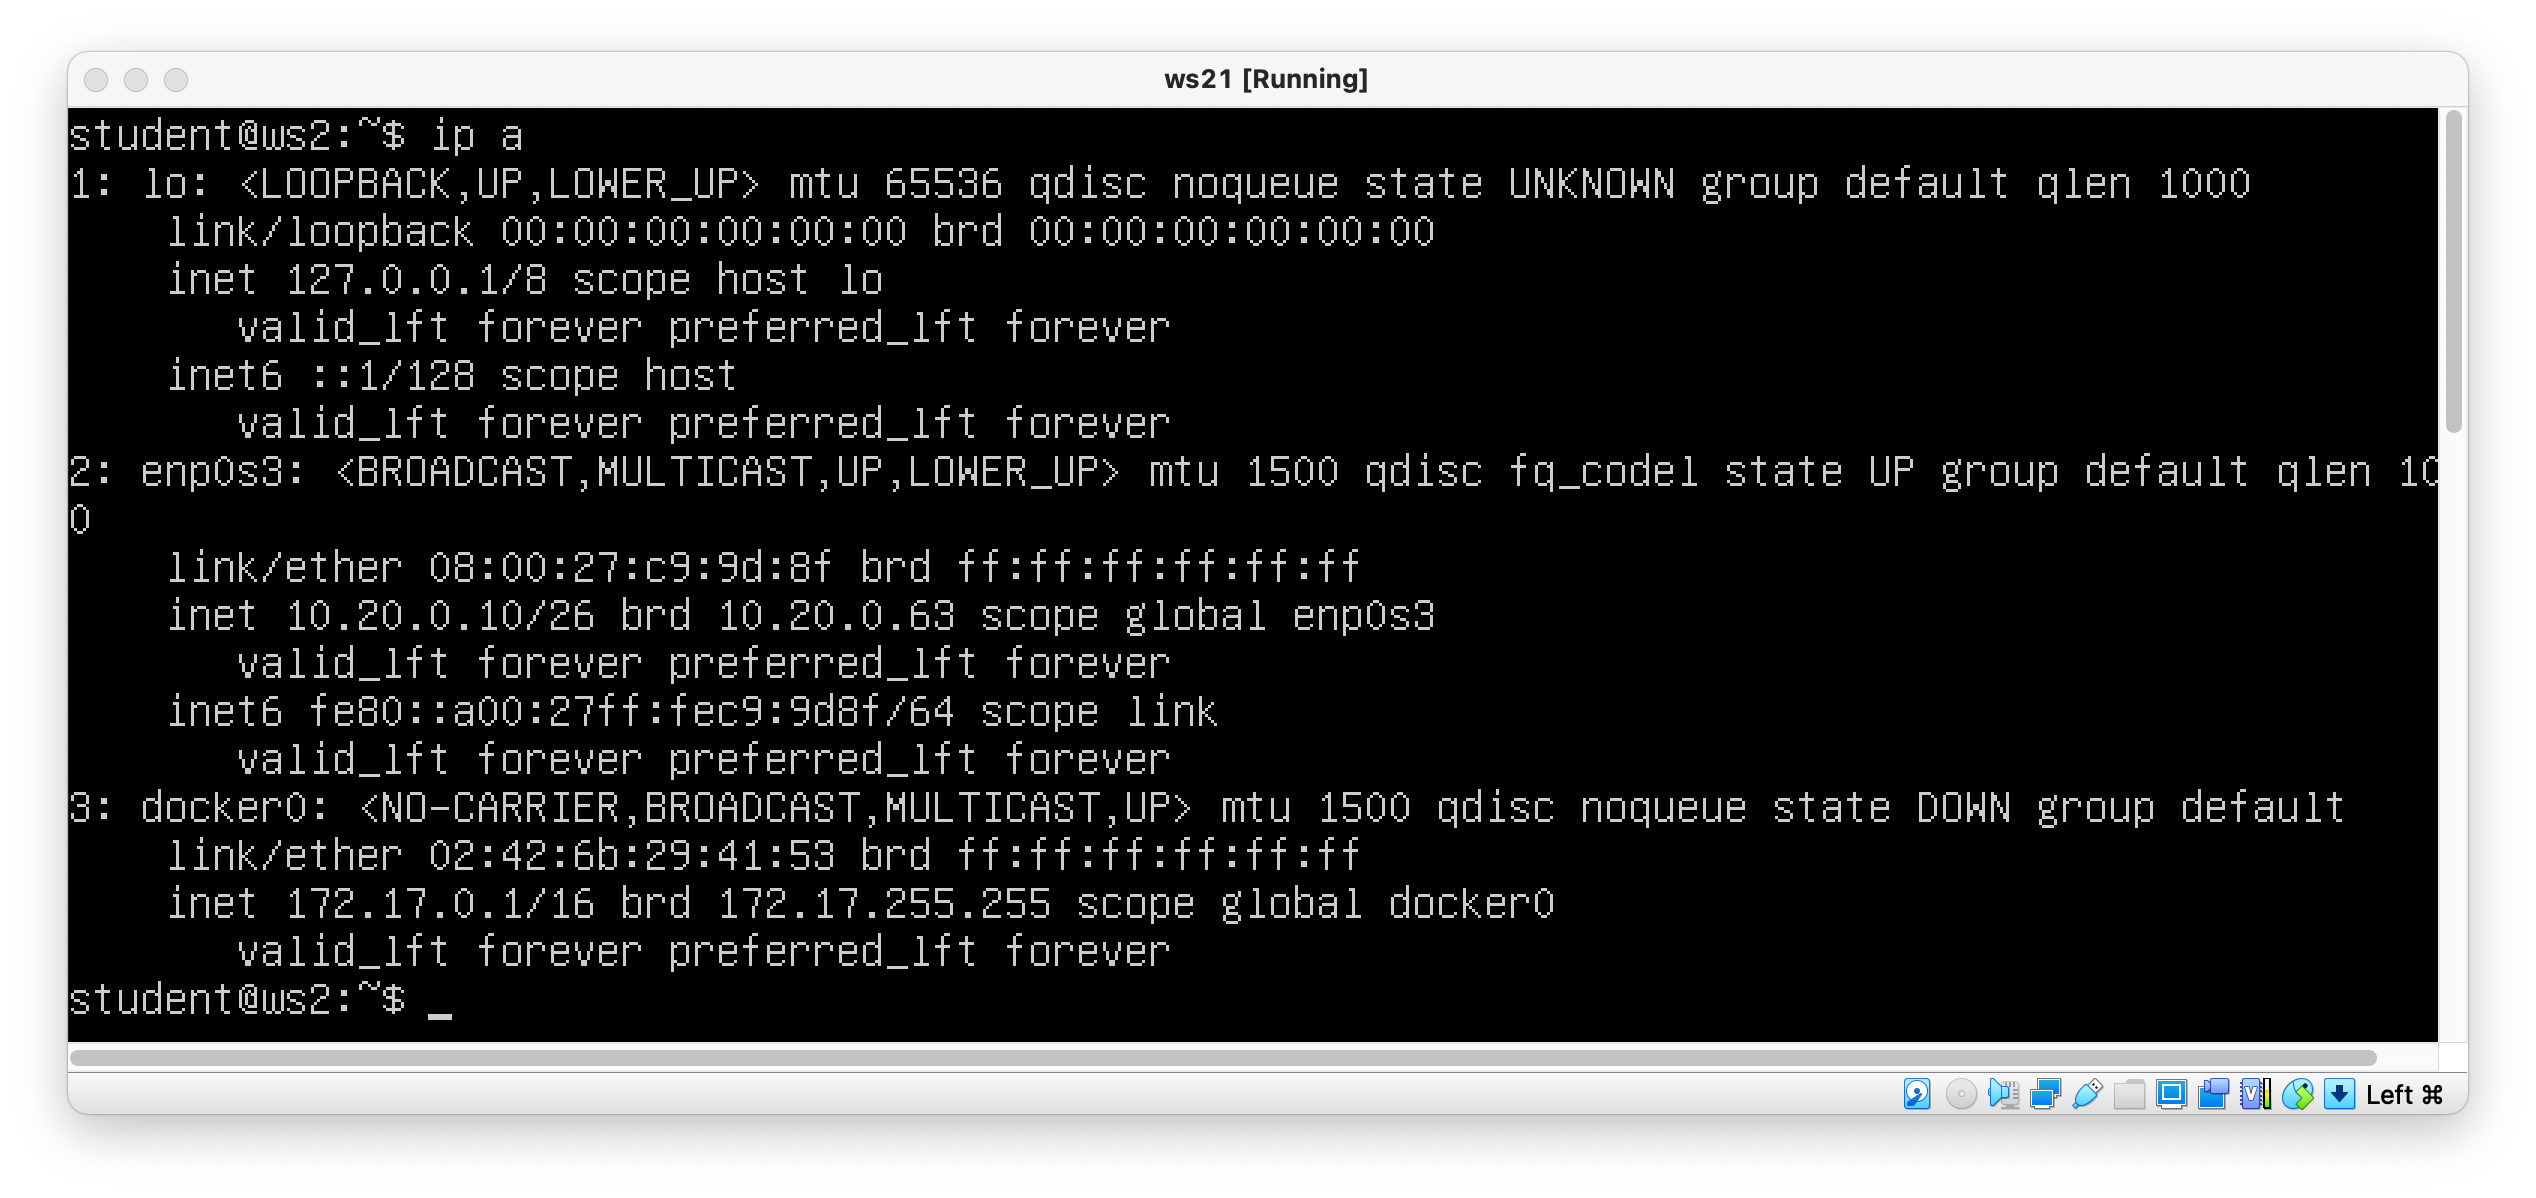 ws21 [Running]
student@ws2:~$ ip a
1: lo: <LOOPBACK,UP,LOWER_UP> mtu 65536 qdisc noqueue state UNKNOWN group default qlen 1000
    link/loopback 00:00:00:00:00:00 brd 00:00:00:00:00:00
    inet 127.0.0.1/8 scope host lo
       valid_lft forever preferred_lft forever
    inet6 ::1/128 scope host
       valid_lft forever preferred_lft forever
2: enp0s3: <BROADCAST,MULTICAST,UP,LOWER_UP> mtu 1500 qdisc fq_codel state UP group default qlen 10
0
    link/ether 08:00:27:c9:9d:8f brd ff:ff:ff:ff:ff:ff
    inet 10.20.0.10/26 brd 10.20.0.63 scope global enp0s3
       valid_lft forever preferred_lft forever
    inet6 fe80::a00:27ff:fec9:9d8f/64 scope link
       valid_lft forever preferred_lft forever
3: docker0: <NO-CARRIER,BROADCAST,MULTICAST,UP> mtu 1500 qdisc noqueue state DOWN group default
    link/ether 02:42:6b:29:41:53 brd ff:ff:ff:ff:ff:ff
    inet 172.17.0.1/16 brd 172.17.255.255 scope global docker0
       valid_lft forever preferred_lft forever
student@ws2:~$ _
Left ⌘